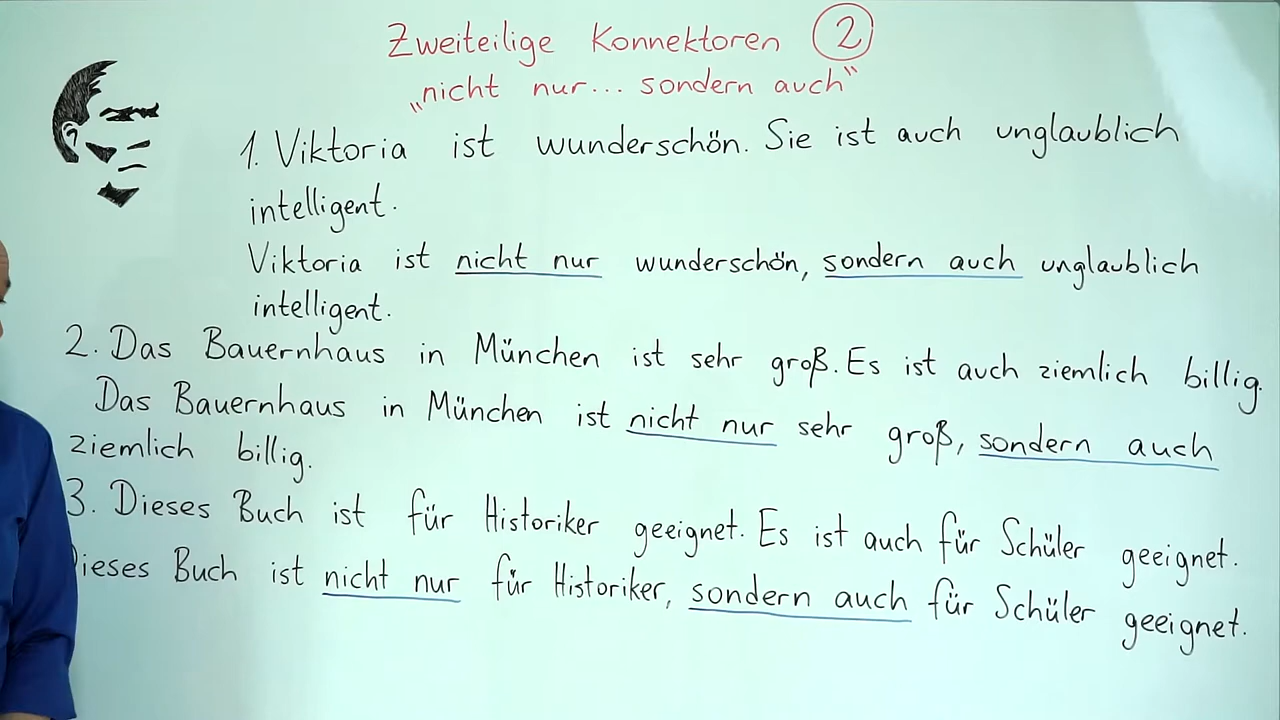 Zweiteilige Konnektoren 2
„nicht nur... sondern auch“
1. Viktoria ist wunderschön. Sie ist auch unglaublich
intelligent.
Viktoria ist nicht nur wunderschön, sondern auch unglaublich
intelligent.
2. Das Bauernhaus in München ist sehr groß. Es ist auch ziemlich billig.
Das Bauernhaus in München ist nicht nur sehr groß, sondern auch
ziemlich billig.
3. Dieses Buch ist für Historiker geeignet. Es ist auch für Schüler geeignet.
Dieses Buch ist nicht nur für Historiker, sondern auch für Schüler geeignet.